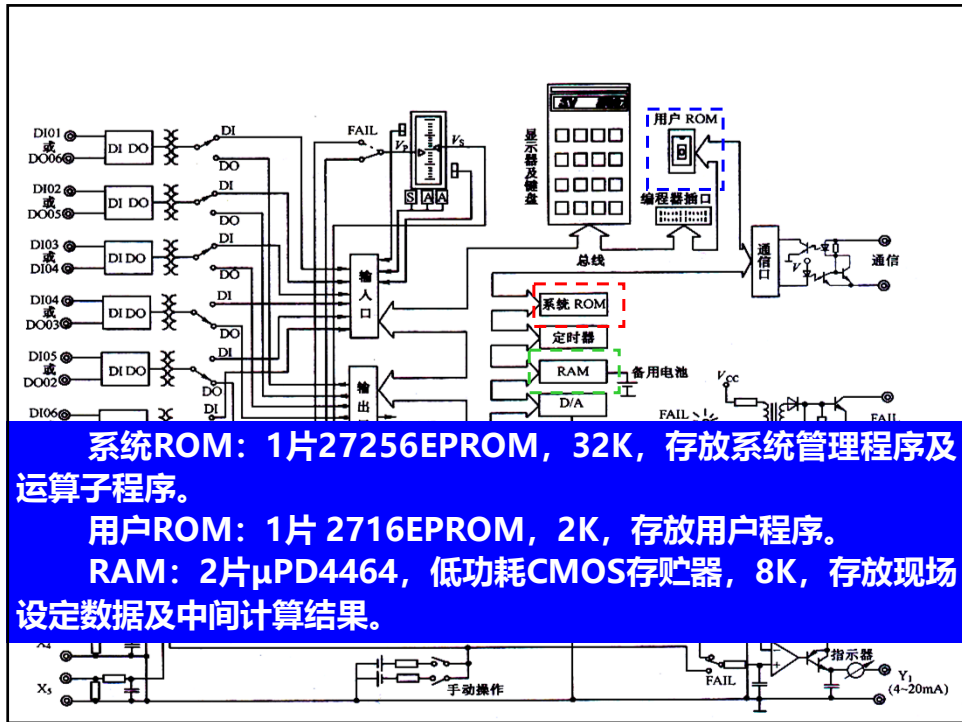 DI01
或
DO06
DI DO
DI
DO
DI02
或
DO05
DI DO
DI
DO
DI03
或
DI04
DI DO
DI
DO
DI04
或
DO03
DI DO
DI
DO
DI05
或
DO02
DI DO
DI
DO
DI06
DI
FAIL
VP
VS
S
A
A
输入口
输出
显示器及键盘
用户 ROM
编程器插口
总线
通信口
通信
系统 ROM
定时器
RAM
备用电池
D/A
VCC
FAIL
FAIL
系统ROM：1片27256EPROM，32K，存放系统管理程序及
运算子程序。
用户ROM：1片 2716EPROM，2K，存放用户程序。
RAM：2片μPD4464，低功耗CMOS存贮器，8K，存放现场
设定数据及中间计算结果。
X5
手动操作
FAIL
指示器
Y1
(4~20mA)